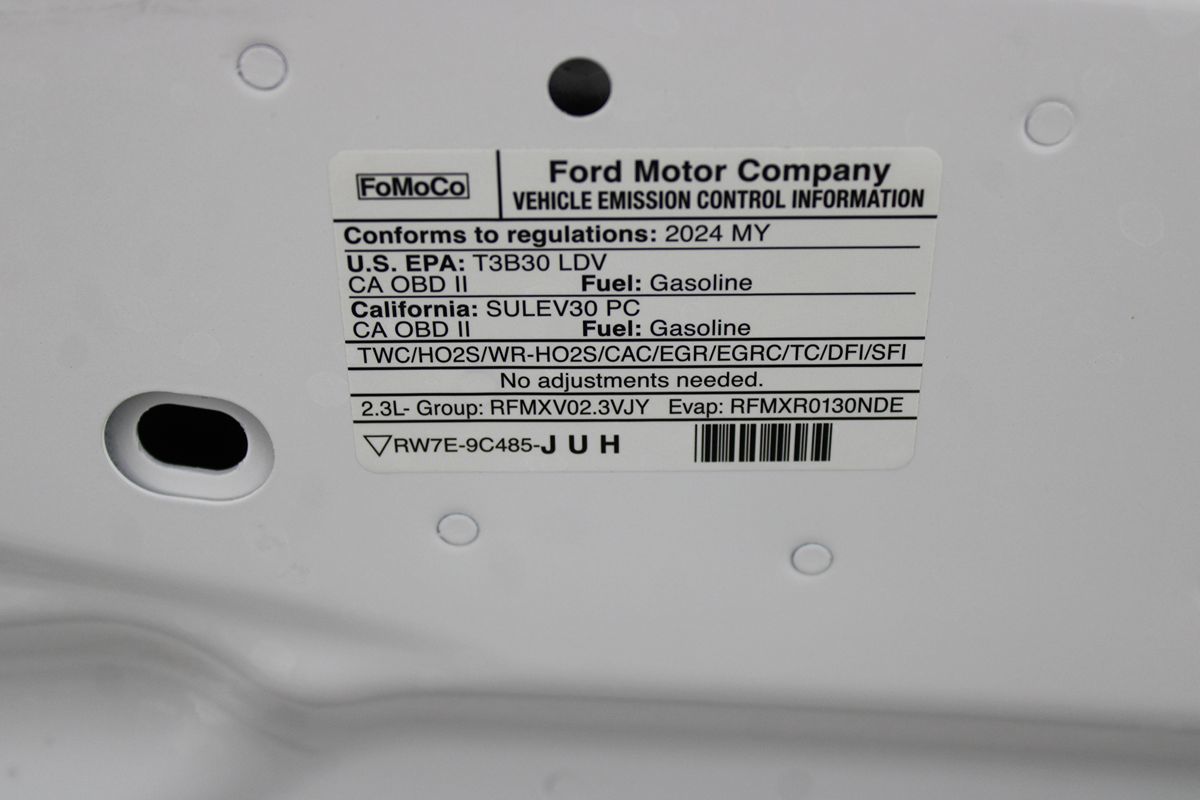 FoMoCo
Ford Motor Company
VEHICLE EMISSION CONTROL INFORMATION
Conforms to regulations: 2024 MY
U.S. EPA: T3B30 LDV
CA OBD II Fuel: Gasoline
California: SULEV30 PC
CA OBD II Fuel: Gasoline
TWC/HO2S/WR-HO2S/CAC/EGR/EGRC/TC/DFI/SFI
No adjustments needed.
2.3L- Group: RFMXV02.3VJY Evap: RFMXR0130NDE
RW7E-9C485-JUH